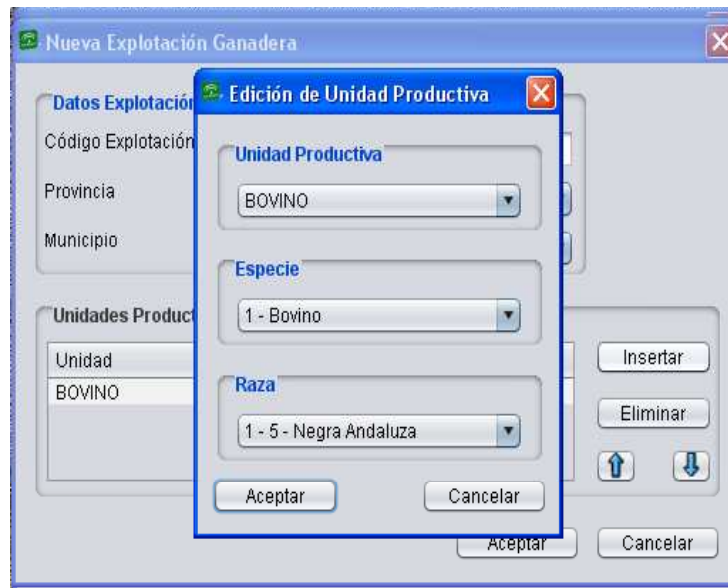 Nueva Explotación Ganadera
Datos Explotación
Código Explotación
Provincia
Municipio
Unidades Product
Unidad
BOVINO
Insertar
Eliminar
Aceptar
Cancelar
Edición de Unidad Productiva
Unidad Productiva
BOVINO
Especie
1 - Bovino
Raza
1 - 5 - Negra Andaluza
Aceptar
Cancelar